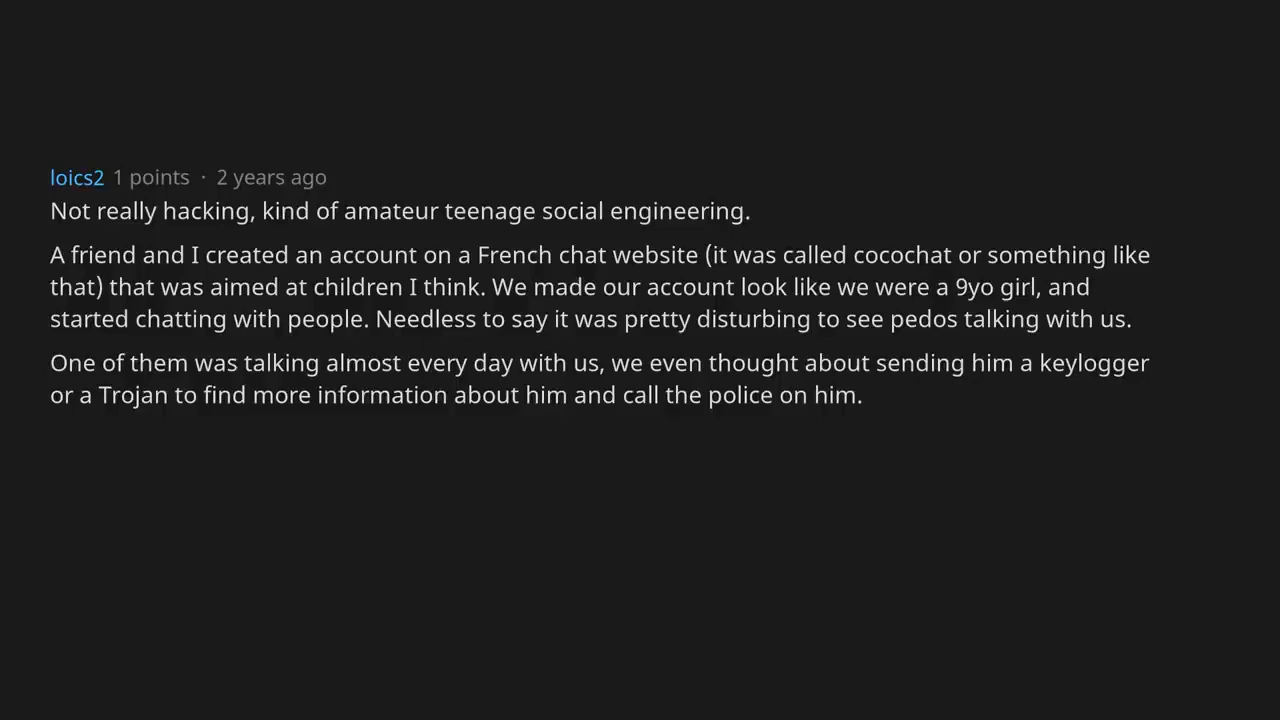 loics2 1 points · 2 years ago
Not really hacking, kind of amateur teenage social engineering.
A friend and I created an account on a French chat website (it was called cocochat or something like
that) that was aimed at children I think. We made our account look like we were a 9yo girl, and
started chatting with people. Needless to say it was pretty disturbing to see pedos talking with us.
One of them was talking almost every day with us, we even thought about sending him a keylogger
or a Trojan to find more information about him and call the police on him.